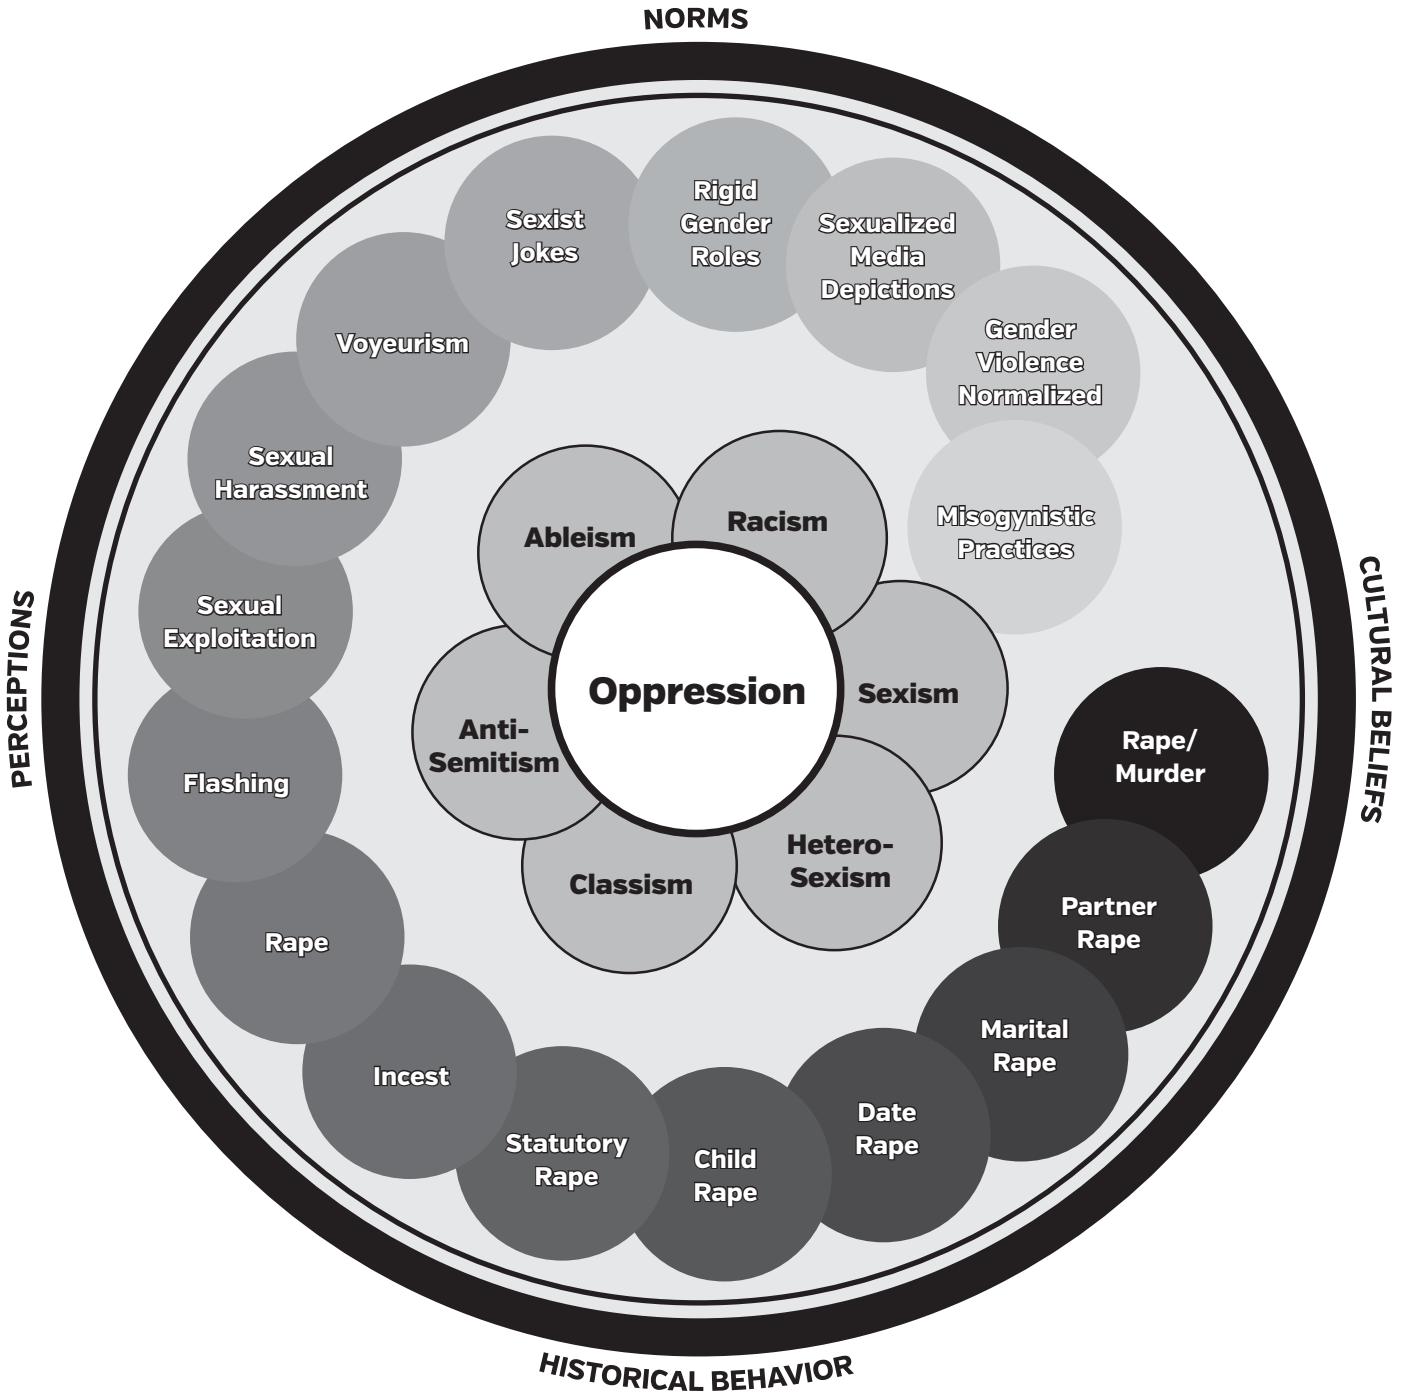 NORMS
Rigid
Gender
Roles
Sexualized
Media
Depictions
Gender
Violence
Normalized
Misogynistic
Practices
Sexist
Jokes
Voyeurism
Sexual
Harassment
Sexual
Exploitation
Flashing
Rape
Incest
Statutory
Rape
Child
Rape
Date
Rape
Marital
Rape
Partner
Rape
Rape/
Murder
Ableism
Racism
Sexism
Hetero-
Sexism
Classism
Anti-
Semitism
Oppression
PERCEPTIONS
CULTURAL BELIEFS
HISTORICAL BEHAVIOR